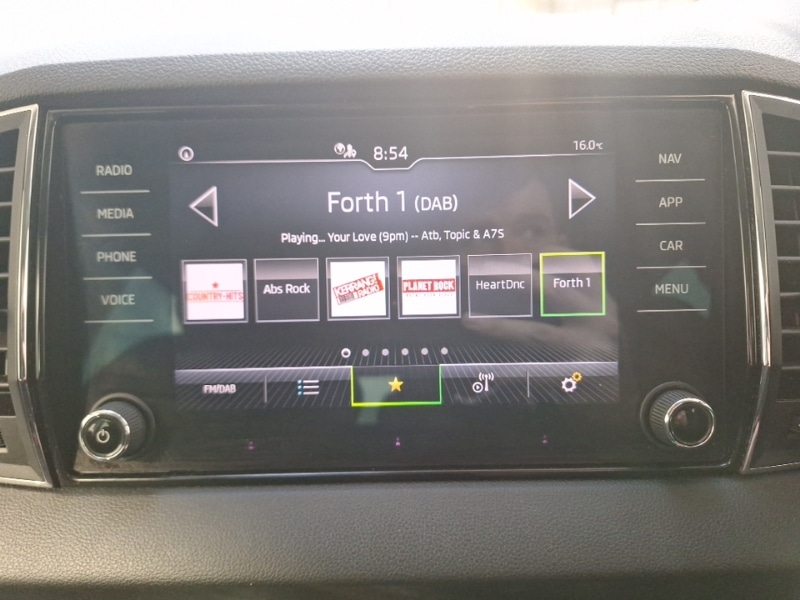 RADIO
MEDIA
PHONE
VOICE
8:54
16.0°C
Forth 1 (DAB)
Playing... Your Love (9pm) -- Atb, Topic & A7S
COUNTRY-HITS
Abs Rock
KERRANG! RADIO
PLANET ROCK
HeartDnc
Forth 1
FM/DAB
NAV
APP
CAR
MENU